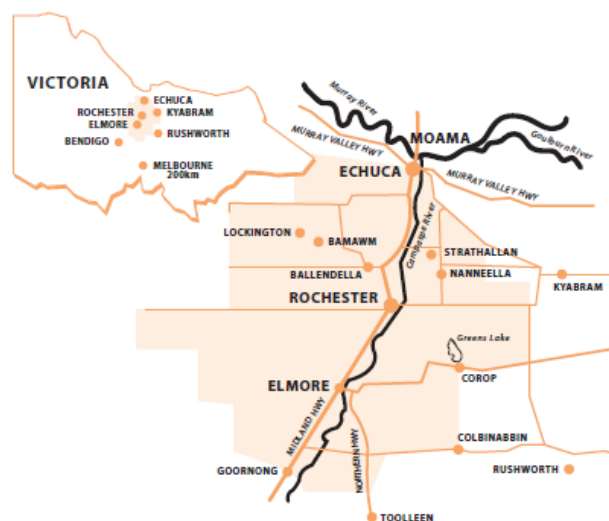 VICTORIA
ECHUCA
ROCHESTER
KYABRAM
ELMORE
RUSHWORTH
BENDIGO
MELBOURNE
200km
Murray River
MOAMA
Goulburn River
MURRAY VALLEY HWY
ECHUCA
MURRAY VALLEY HWY
Campaspe River
LOCKINGTON
BAMAWM
STRATHALLAN
BALLENDELLA
NANNEELLA
KYABRAM
ROCHESTER
Greens Lake
COROP
ELMORE
MIDLAND HWY
NORTHERN HWY
COLBINABBIN
GOORNONG
RUSHWORTH
TOOLLEEN